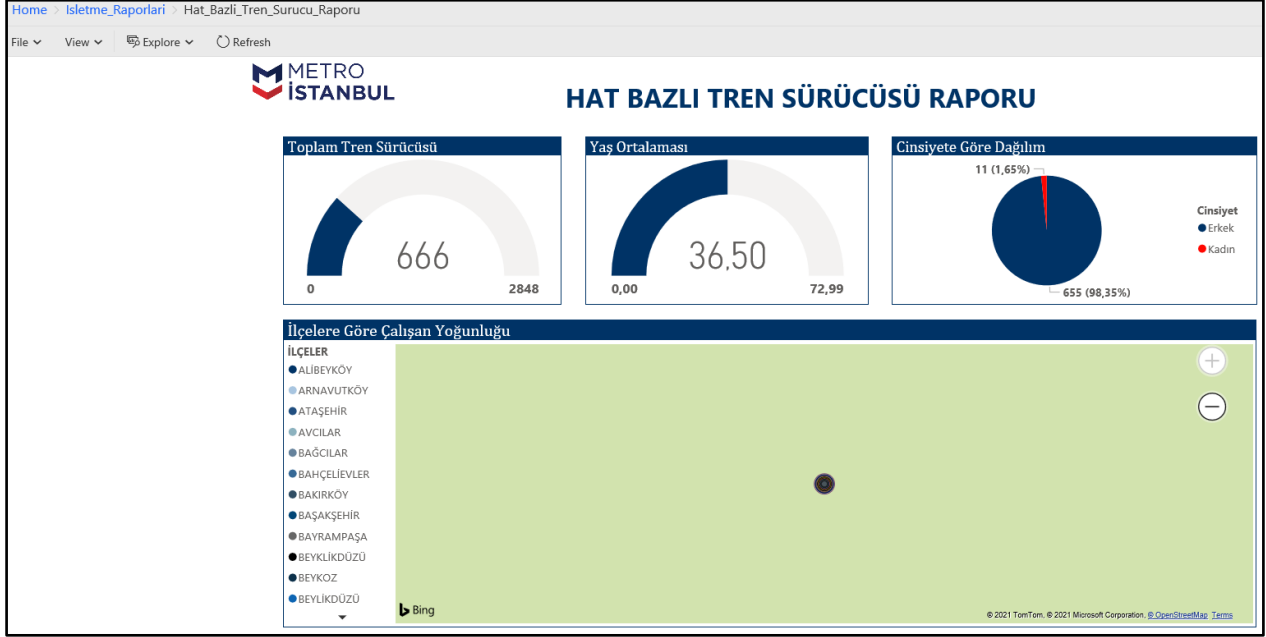 Home > Isletme_Raporlari > Hat_Bazli_Tren_Surucu_Raporu
File View Explore Refresh
METRO
İSTANBUL
HAT BAZLI TREN SÜRÜCÜSÜ RAPORU
Toplam Tren Sürücüsü
666
0 2848
Yaş Ortalaması
36,50
0,00 72,99
Cinsiyete Göre Dağılım
11 (1,65%)
655 (98,35%)
Cinsiyet
Erkek
Kadın
İlçelere Göre Çalışan Yoğunluğu
İLÇELER
ALİBEYKÖY
ARNAVUTKÖY
ATAŞEHİR
AVCILAR
BAĞCILAR
BAHÇELİEVLER
BAKIRKÖY
BAŞAKŞEHİR
BAYRAMPAŞA
BEYKLİKDÜZÜ
BEYKOZ
BEYLİKDÜZÜ
Bing
© 2021 TomTom, © 2021 Microsoft Corporation, © OpenStreetMap Terms